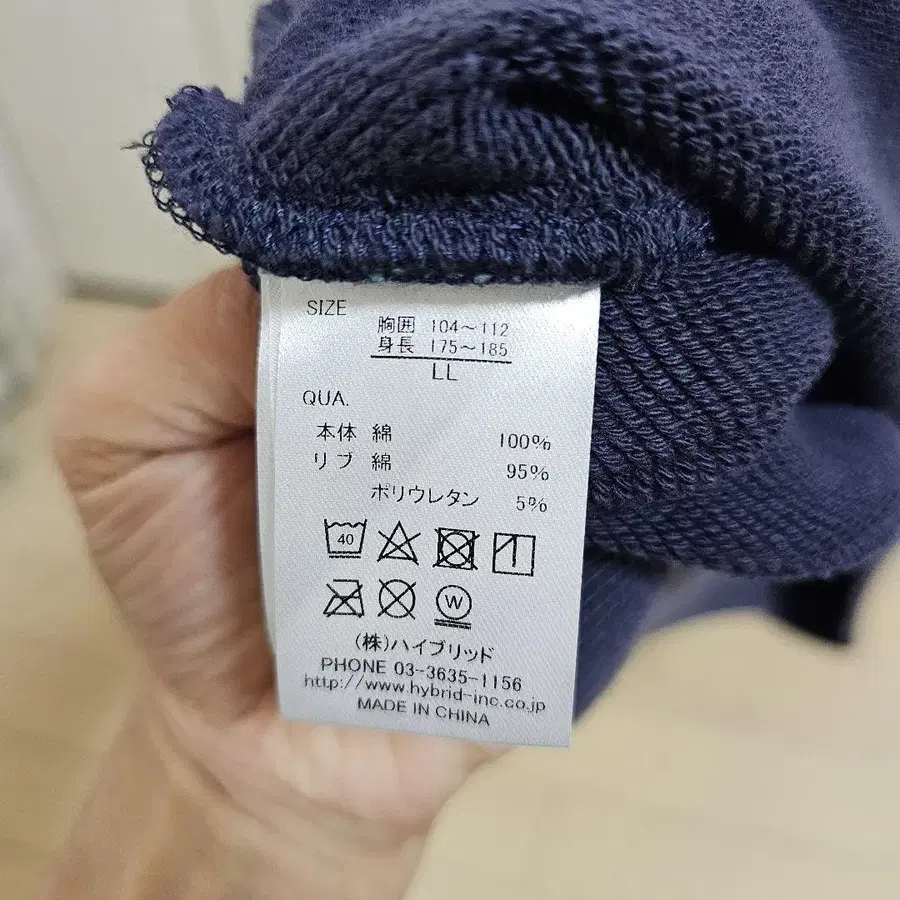 SIZE
胸囲 104～112
身長 175～185
LL
QUA.
本体 綿 100%
リブ 綿 95%
ポリウレタン 5%
40
W
(株)ハイブリッド
PHONE 03-3635-1156
http://www.hybrid-inc.co.jp
MADE IN CHINA